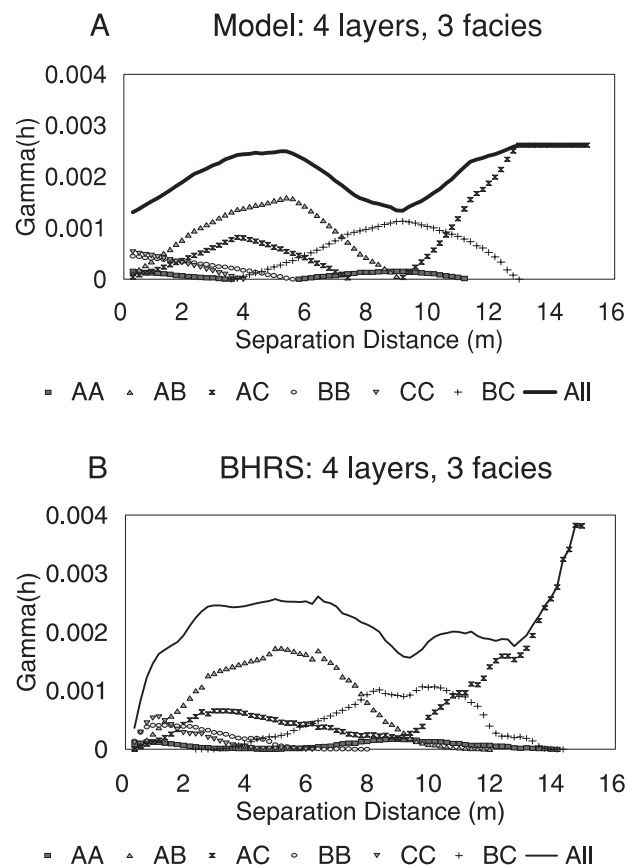 A Model: 4 layers, 3 facies
0.004
0.003
0.002
0.001
0
Gamma(h)
0 2 4 6 8 10 12 14 16
Separation Distance (m)
AA AB AC BB CC BC All
B BHRS: 4 layers, 3 facies
0.004
0.003
0.002
0.001
0
Gamma(h)
0 2 4 6 8 10 12 14 16
Separation Distance (m)
AA AB AC BB CC BC All